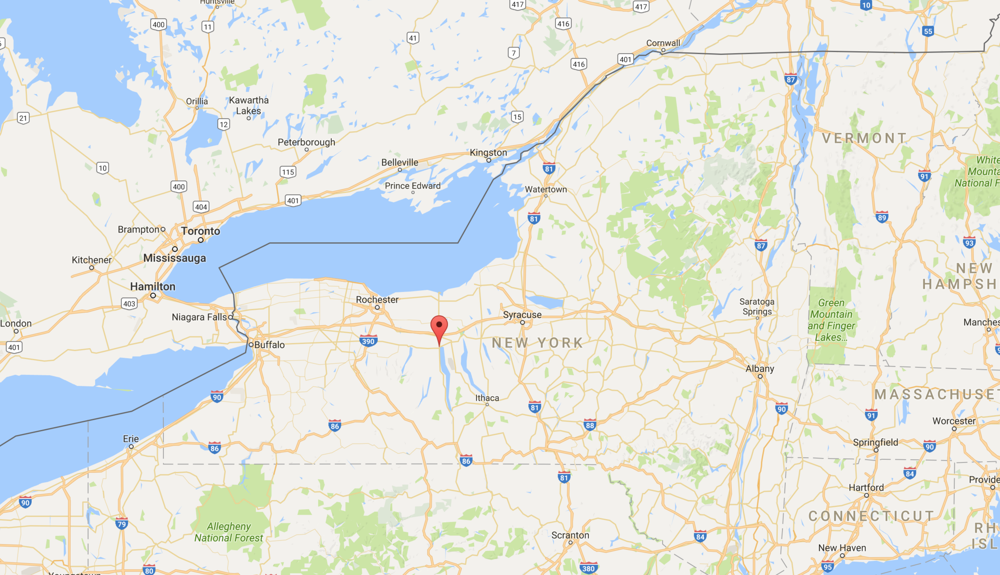 Huntsville
417
417
10
400
11
416
55
41
Cornwall
7
401
416
87
Orillia
Kawartha
Lakes
21
12
15
VERMONT
Peterborough
Kingston
Belleville
White
10
115
81
Mounta
91
National F
400
Prince Edward
Watertown
401
404
81
89
Brampton
Toronto
93
87
Mississauga
Kitchener
NEW
HAMPSH
Hamilton
Rochester
403
Saratoga
Springs
Green
Mountain
and Finger
Lakes...
Niagara Falls
Syracuse
London
Manches
390
NEW YORK
401
Buffalo
Albany
90
Ithaca
MASSACHUSET
81
90
91
86
88
Worcester
Erie
86
Springfield
90
86
84
81
Provide
Hartford
90
CONNECTICUT
79
Allegheny
National Forest
RH
ISL
Scranton
84
New Haven
80
380
95
Youngstown